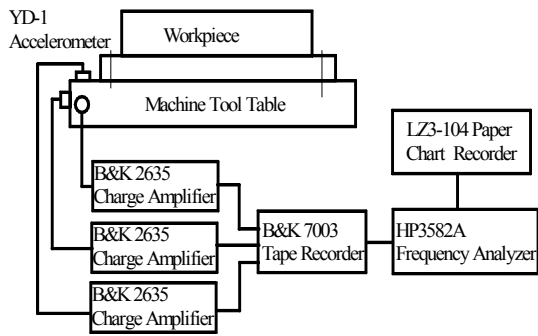 YD-1
Accelerometer
Workpiece
Machine Tool Table
LZ3-104 Paper
Chart Recorder
B&K 2635
Charge Amplifier
B&K 2635
Charge Amplifier
B&K 7003
Tape Recorder
HP3582A
Frequency Analyzer
B&K 2635
Charge Amplifier